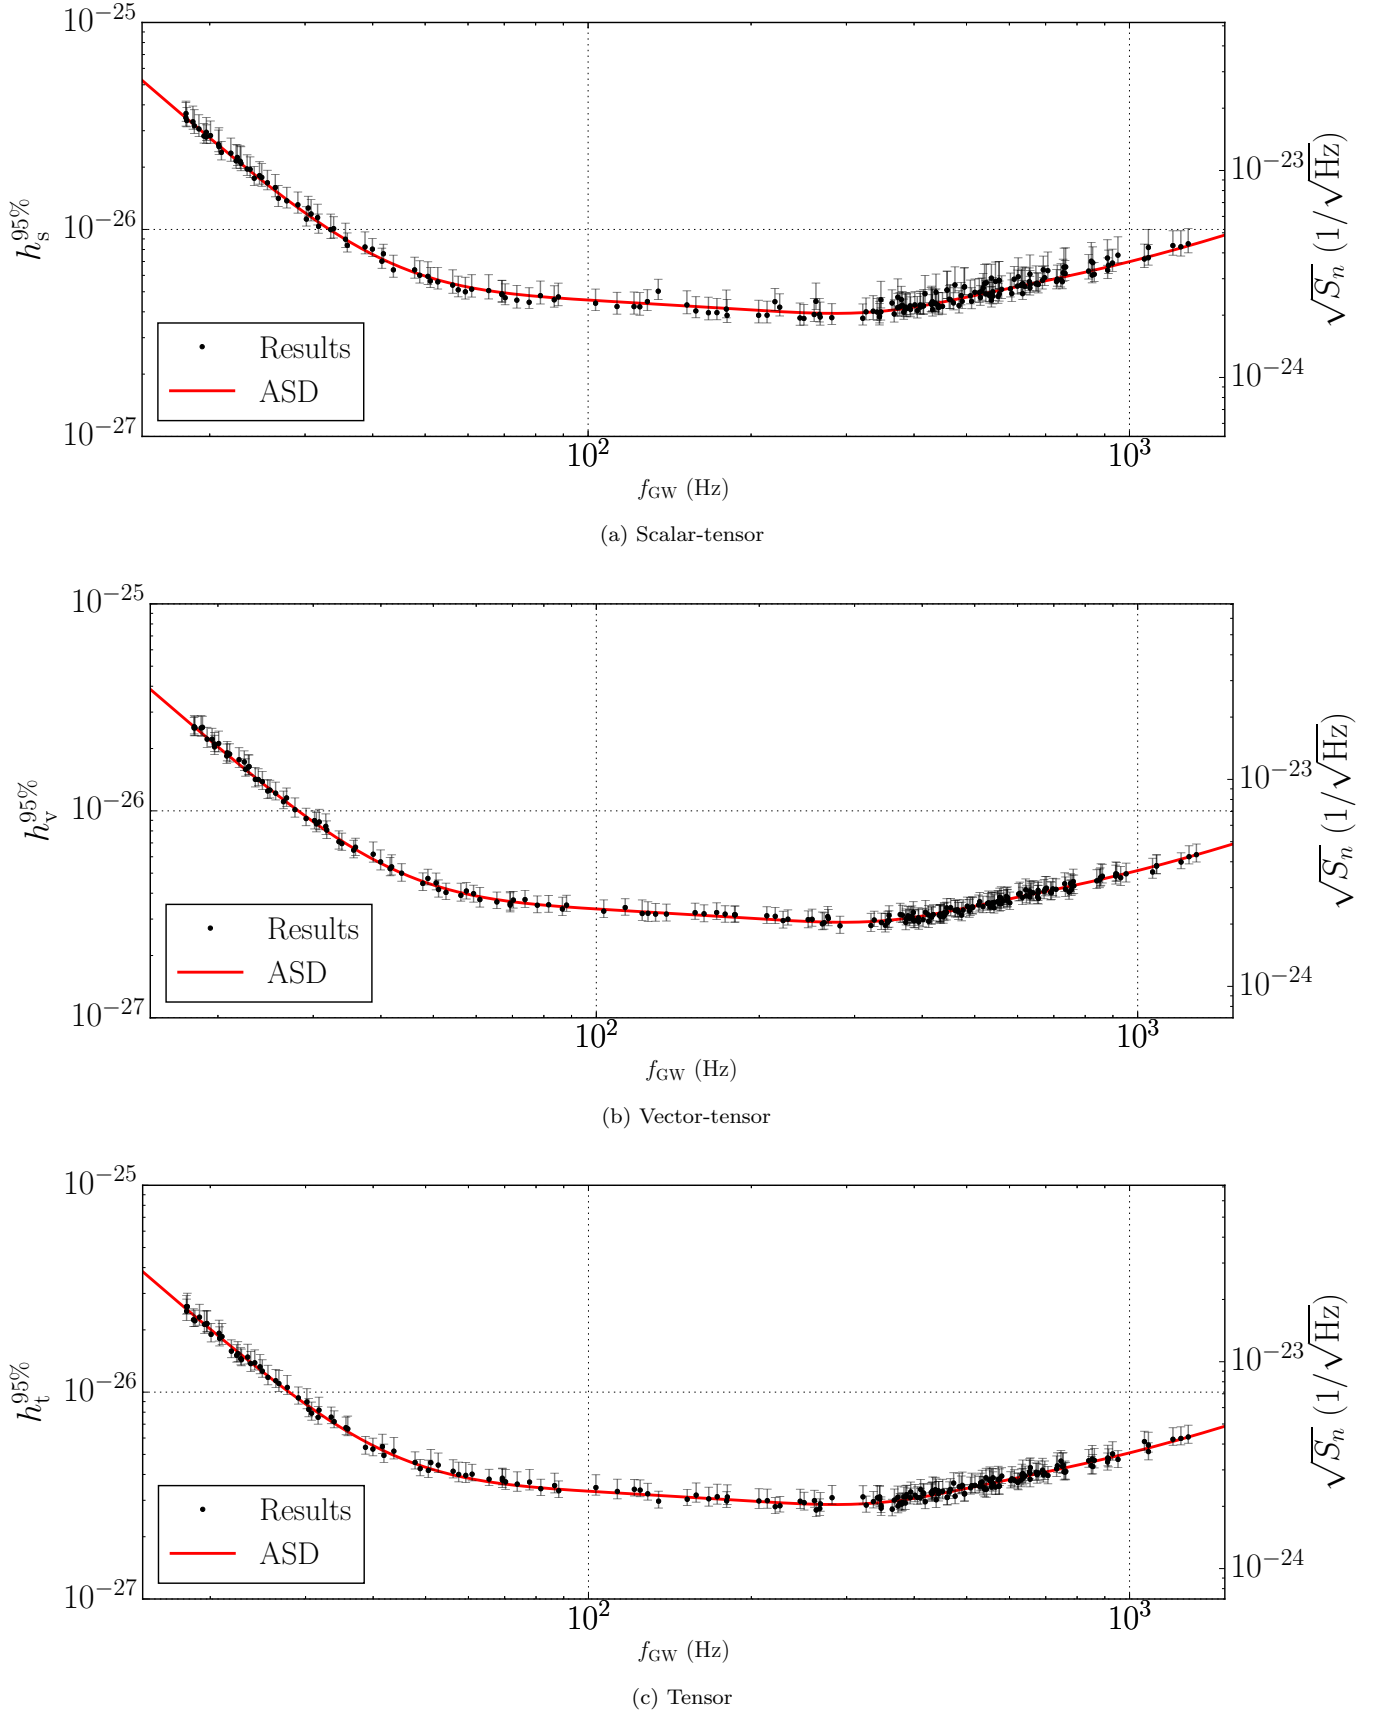 10^−25
10^−26
10^−27
h_s^95%
10^−23
10^−24
√S_n (1/√Hz)
Results
ASD
10^2
10^3
f_GW (Hz)
(a) Scalar-tensor
10^−25
10^−26
10^−27
h_v^95%
10^−23
10^−24
√S_n (1/√Hz)
Results
ASD
10^2
10^3
f_GW (Hz)
(b) Vector-tensor
10^−25
10^−26
10^−27
h_t^95%
10^−23
10^−24
√S_n (1/√Hz)
Results
ASD
10^2
10^3
f_GW (Hz)
(c) Tensor